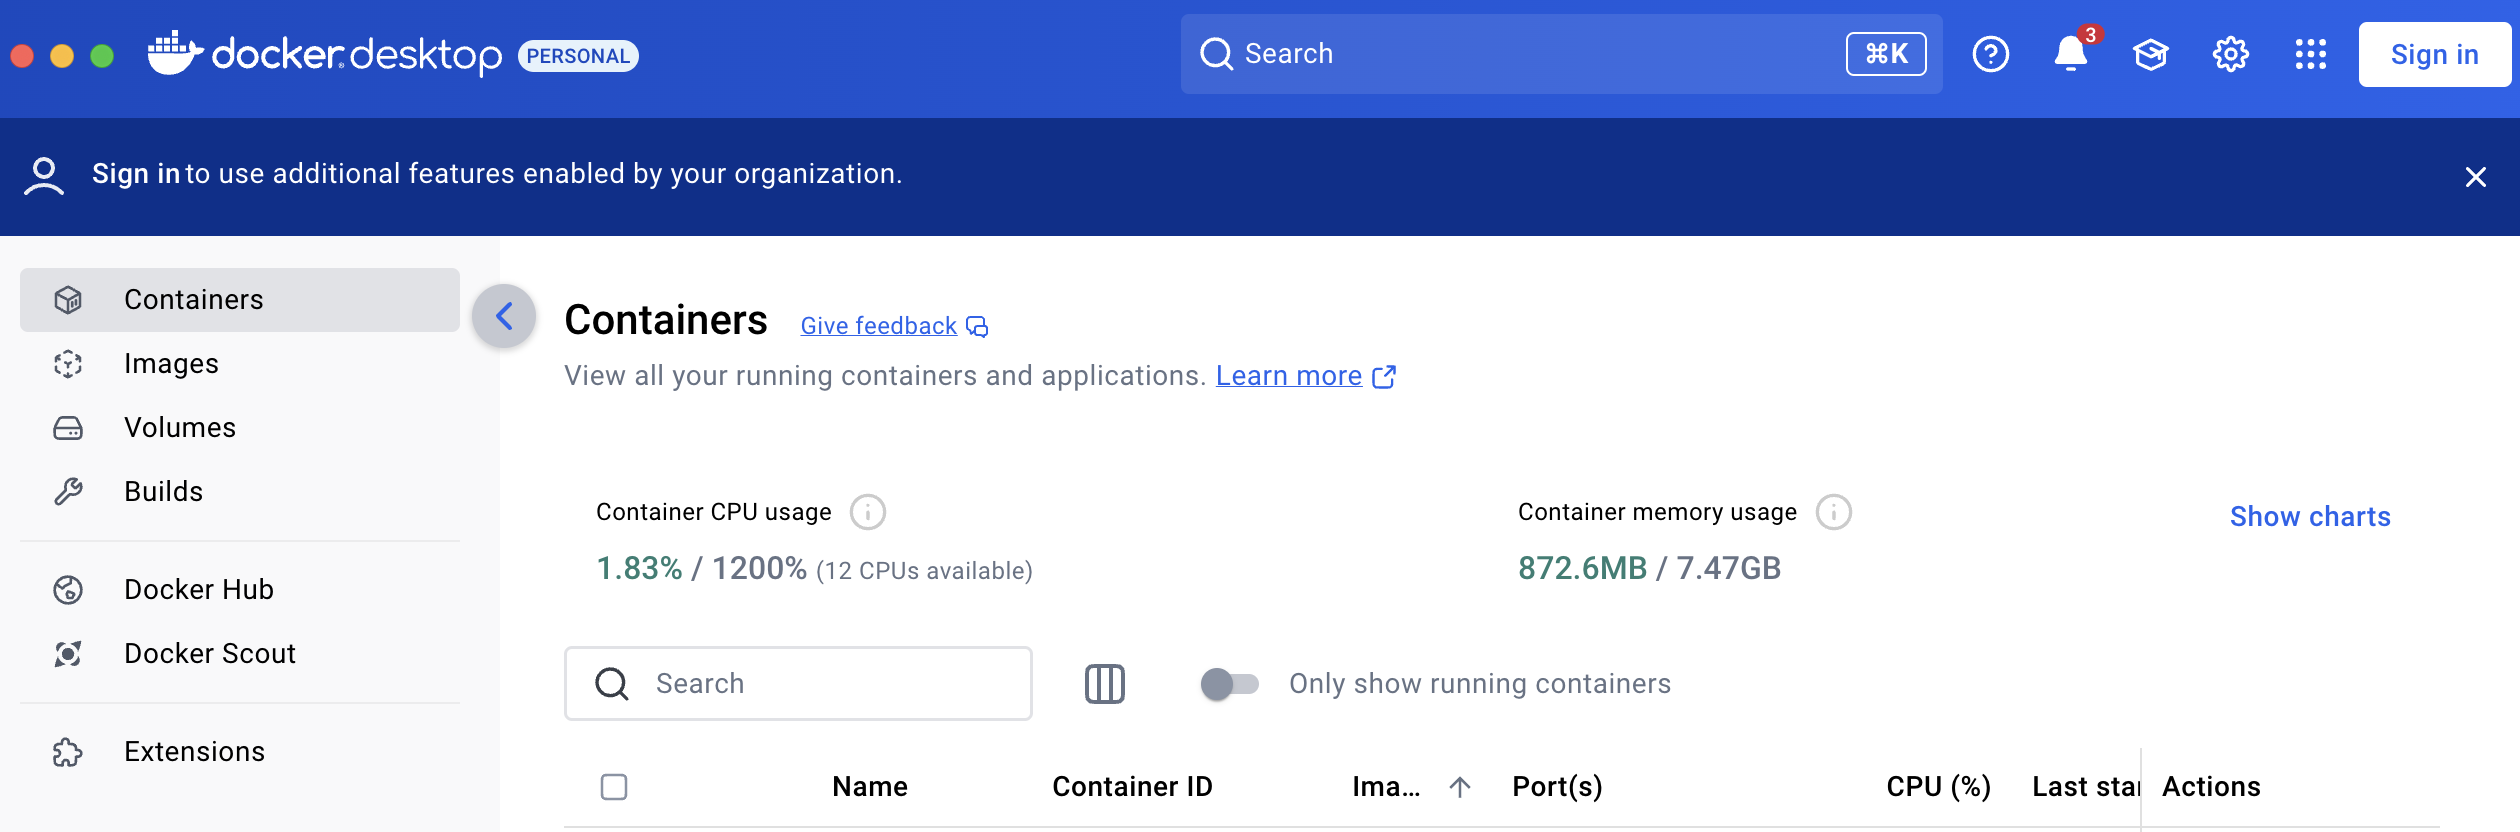 docker desktop PERSONAL
Search
⌘K
3
Sign in
Sign in to use additional features enabled by your organization.
Containers
Images
Volumes
Builds
Docker Hub
Docker Scout
Extensions
Containers Give feedback
View all your running containers and applications. Learn more
Container CPU usage
1.83% / 1200% (12 CPUs available)
Container memory usage
872.6MB / 7.47GB
Show charts
Search
Only show running containers
Name Container ID Ima... Port(s) CPU (%) Last star Actions